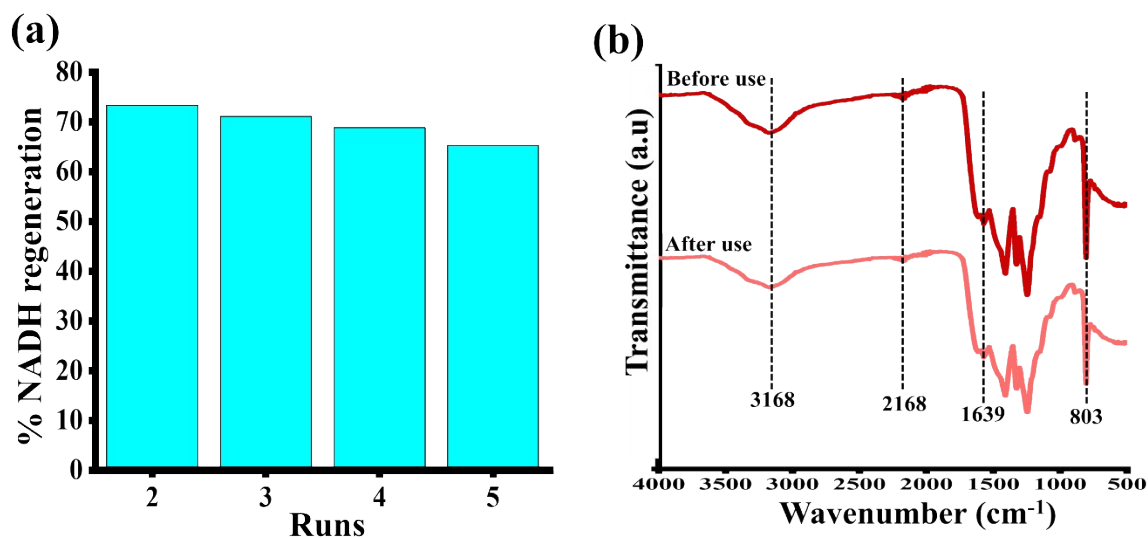 (a)
% NADH regeneration
80
70
60
50
40
30
20
10
0
2 3 4 5
Runs
(b)
Transmittance (a.u)
Before use
After use
3168 2168 1639 803
4000 3500 3000 2500 2000 1500 1000 500
Wavenumber (cm⁻¹)